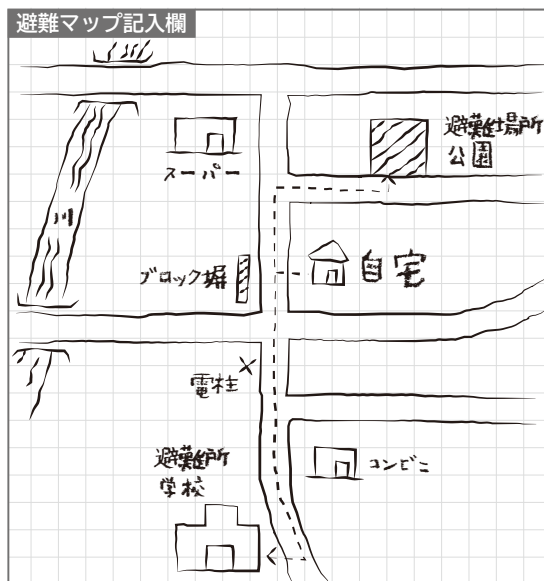 避難マップ記入欄
避難場所
公園
スーパー
川
ブロック塀
自宅
電柱
避難所
学校
コンビニ